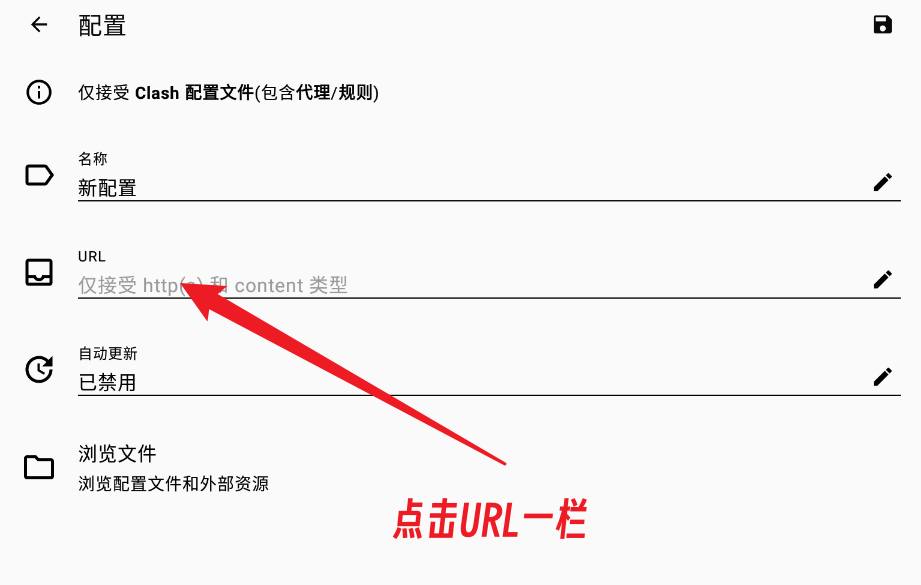 配置
仅接受 Clash 配置文件(包含代理/规则)
名称
新配置
URL
仅接受 http(s) 和 content 类型
自动更新
已禁用
浏览文件
浏览配置文件和外部资源
点击URL一栏